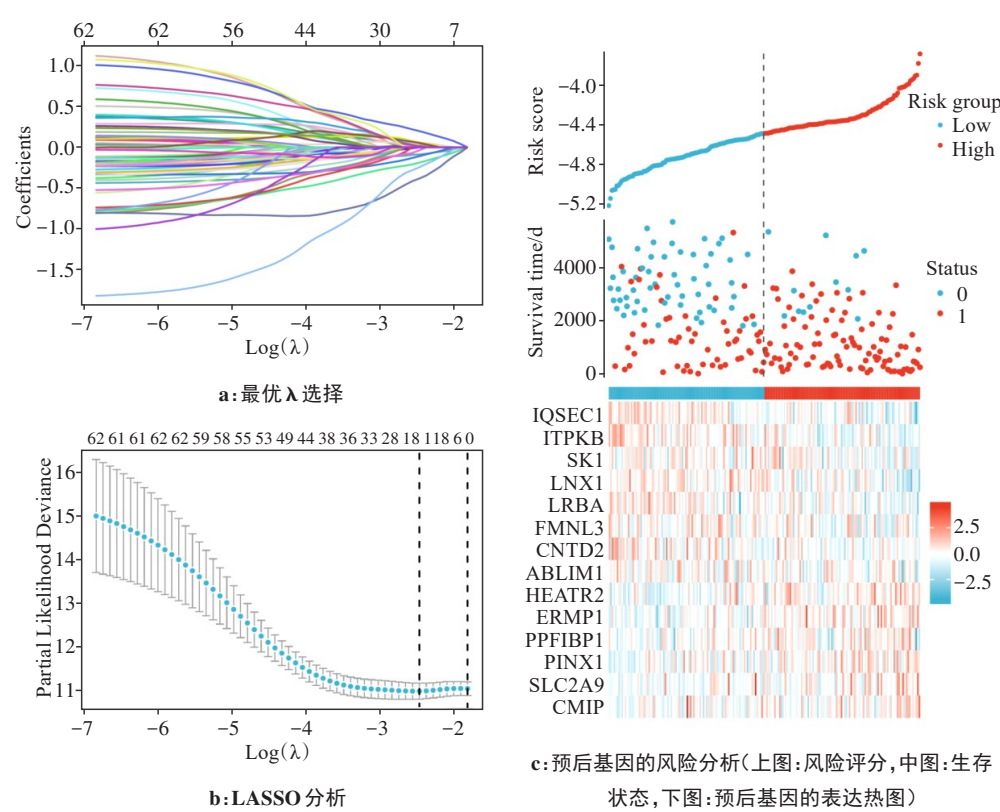 62 62 56 44 30 7
1.0
0.5
0.0
−0.5
−1.0
−1.5
Coefficients
−7 −6 −5 −4 −3 −2
Log(λ)
a:最优λ选择
62 61 61 62 62 59 58 55 53 49 44 38 36 33 28 18 118 6 0
16
15
14
13
12
11
Partial Likelihood Deviance
−7 −6 −5 −4 −3 −2
Log(λ)
b:LASSO分析
−4.0
−4.4
−4.8
−5.2
Risk score
Risk group
Low
High
4000
2000
0
Survival time/d
Status
0
1
IQSEC1
ITPKB
SK1
LNX1
LRBA
FMNL3
CNTD2
ABLIM1
HEATR2
ERMP1
PPFIBP1
PINX1
SLC2A9
CMIP
2.5
0.0
−2.5
c:预后基因的风险分析(上图:风险评分,中图:生存
状态,下图:预后基因的表达热图)